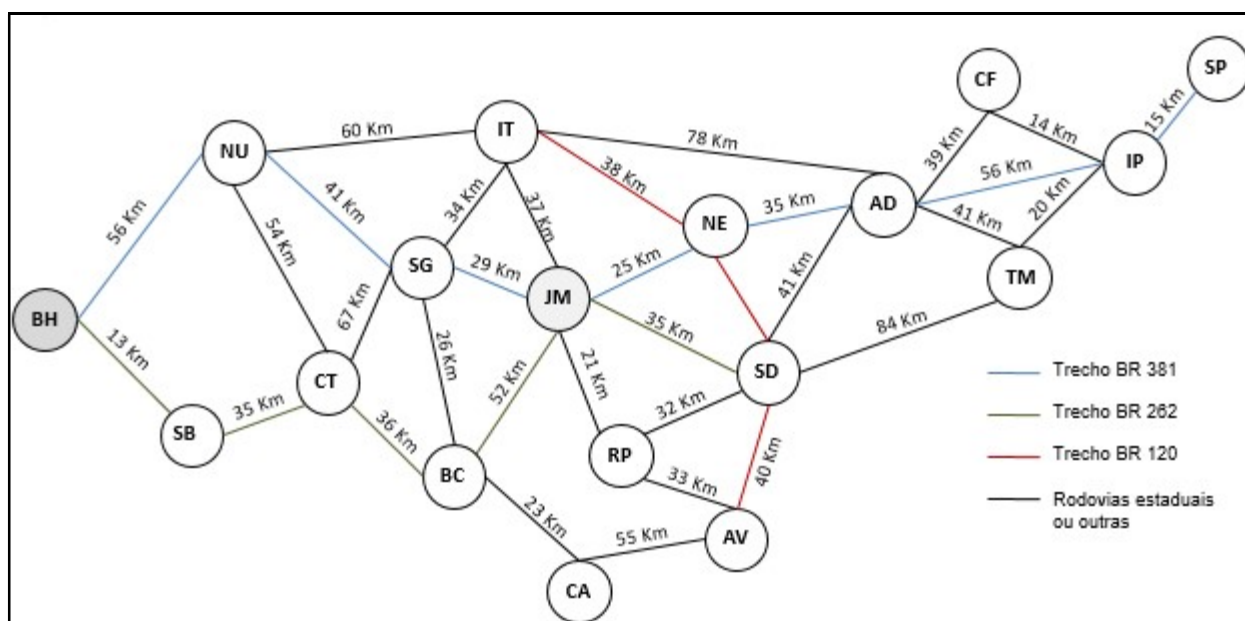 SP
CF
15 Km
IT
14 Km
60 Km
78 Km
NU
39 Km
IP
38 Km
56 Km
34 Km
37 Km
41 Km
35 Km
AD
20 Km
56 Km
NE
41 Km
54 Km
SG
29 Km
25 Km
TM
67 Km
JM
41 Km
BH
35 Km
84 Km
13 Km
26 Km
52 Km
21 Km
SD
Trecho BR 381
CT
35 Km
32 Km
Trecho BR 262
SB
36 Km
RP
BC
33 Km
40 Km
Trecho BR 120
23 Km
Rodovias estaduais
ou outras
55 Km
AV
CA